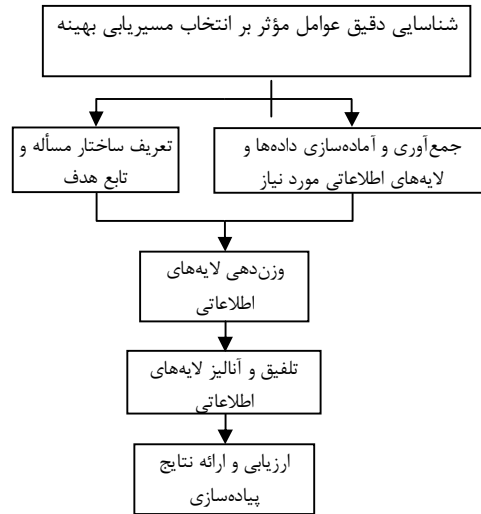 شناسایی دقیق عوامل مؤثر بر انتخاب مسیریابی بهینه
جمع‌آوری و آماده‌سازی داده‌ها و
لایه‌های اطلاعاتی مورد نیاز
تعریف ساختار مسأله و
تابع هدف
وزن‌دهی لایه‌های
اطلاعاتی
تلفیق و آنالیز لایه‌های
اطلاعاتی
ارزیابی و ارائه نتایج
پیاده‌سازی